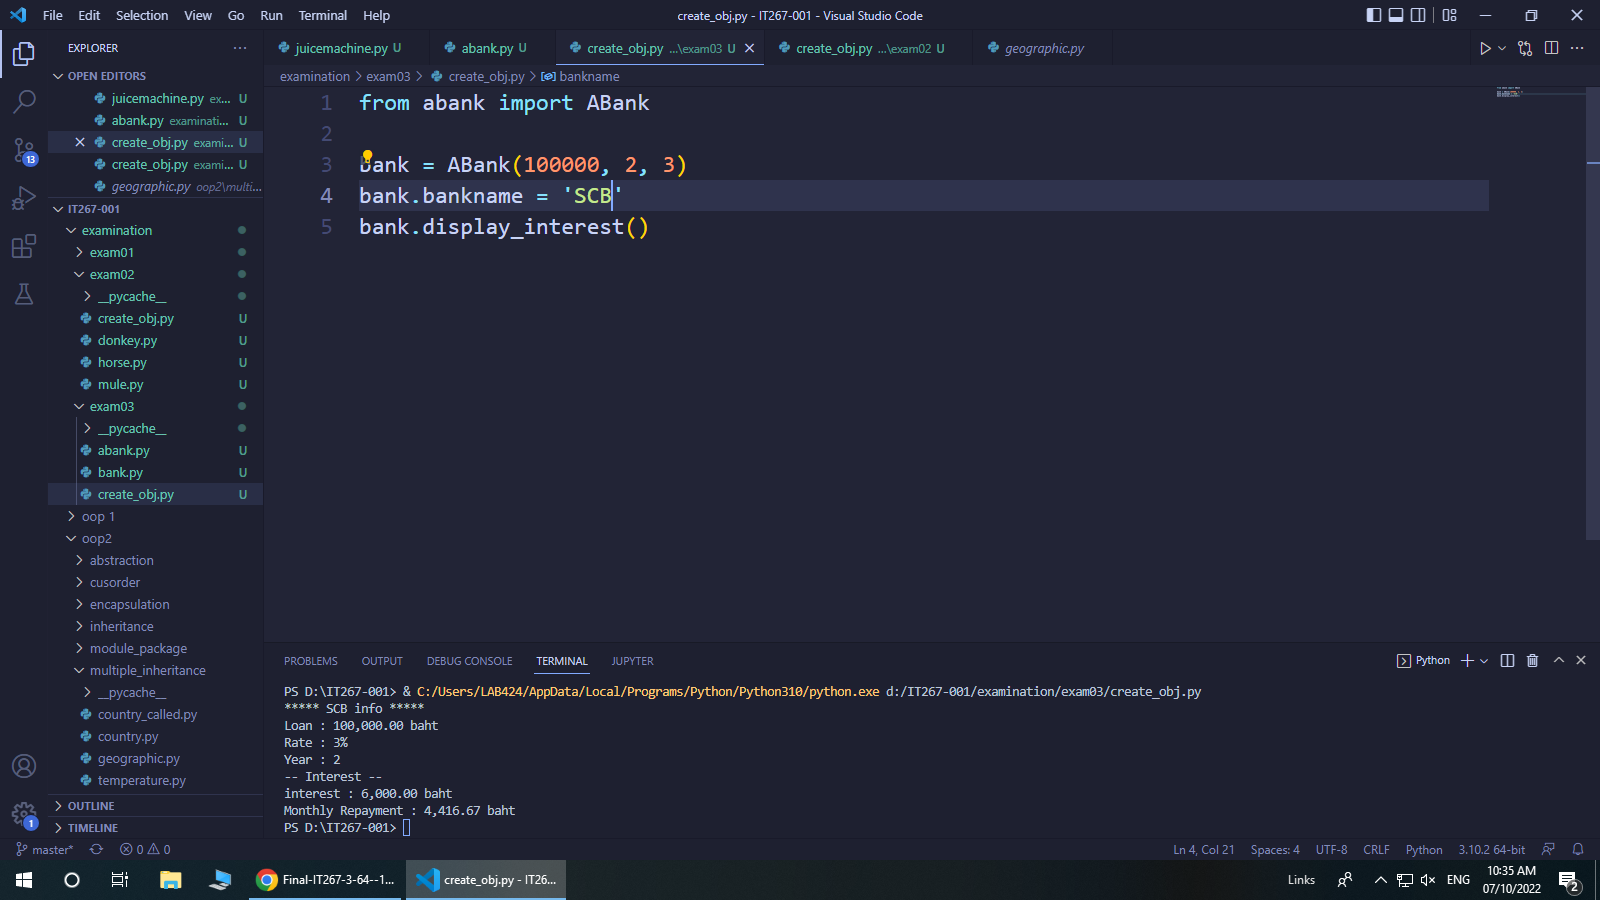 File Edit Selection View Go Run Terminal Help
create_obj.py - IT267-001 - Visual Studio Code
EXPLORER
juicemachine.py U
abank.py U
create_obj.py ...\exam03 U
create_obj.py ...\exam02 U
geographic.py
OPEN EDITORS
juicemachine.py ex... U
abank.py examinati... U
create_obj.py exami... U
create_obj.py exami... U
geographic.py oop2\multi...
IT267-001
examination
exam01
exam02
__pycache__
create_obj.py U
donkey.py U
horse.py U
mule.py U
exam03
__pycache__
abank.py U
bank.py U
create_obj.py U
oop 1
oop2
abstraction
cusorder
encapsulation
inheritance
module_package
multiple_inheritance
__pycache__
country_called.py
country.py
geographic.py
temperature.py
OUTLINE
TIMELINE
13
1
examination > exam03 > create_obj.py > bankname
1 from abank import ABank
2
3 bank = ABank(100000, 2, 3)
4 bank.bankname = 'SCB'
5 bank.display_interest()
PROBLEMS OUTPUT DEBUG CONSOLE TERMINAL JUPYTER
Python
PS D:\IT267-001> & C:/Users/LAB424/AppData/Local/Programs/Python/Python310/python.exe d:/IT267-001/examination/exam03/create_obj.py
***** SCB info *****
Loan : 100,000.00 baht
Rate : 3%
Year : 2
-- Interest --
interest : 6,000.00 baht
Monthly Repayment : 4,416.67 baht
PS D:\IT267-001>
master* 0 0
Ln 4, Col 21 Spaces: 4 UTF-8 CRLF Python 3.10.2 64-bit
Final-IT267-3-64--1...
create_obj.py - IT26...
Links
ENG
10:35 AM
07/10/2022
2